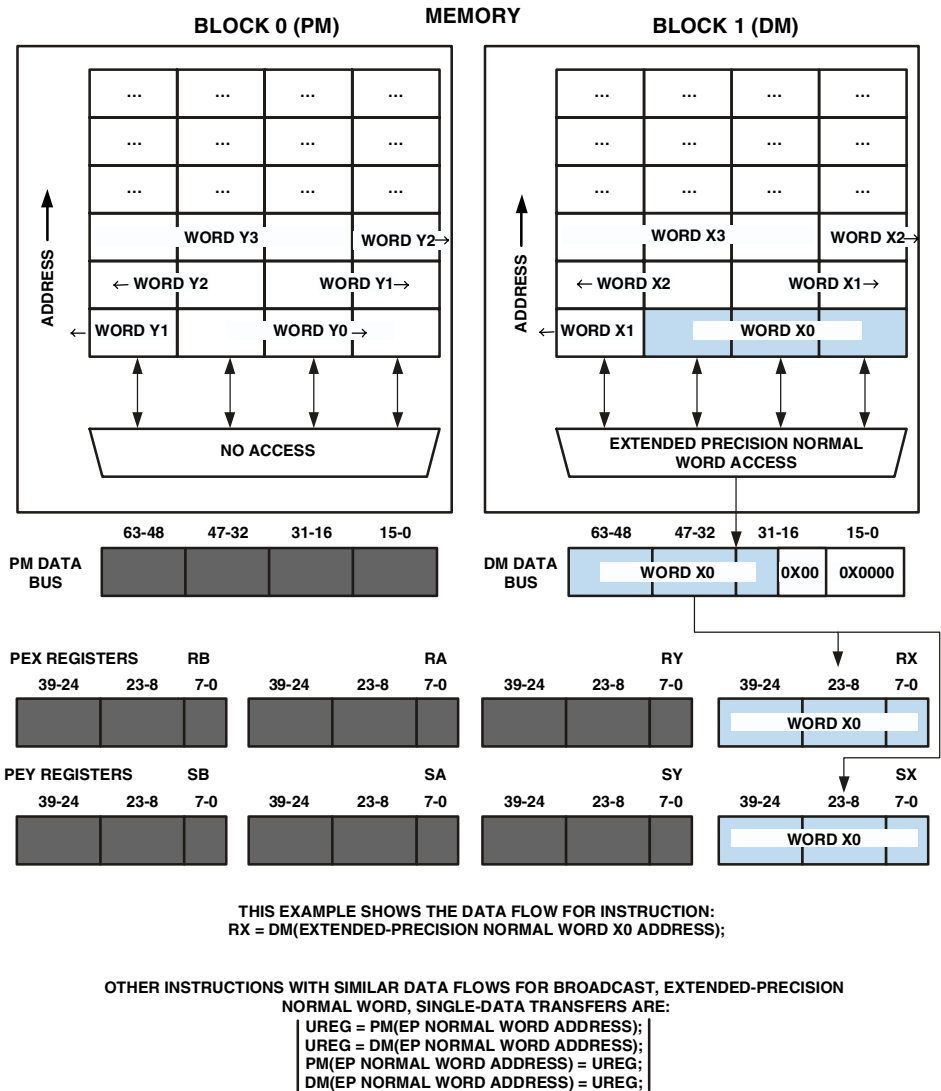 MEMORY
BLOCK 0 (PM) BLOCK 1 (DM)
... ... ... ... ... ... ... ...
... ... ... ... ... ... ... ...
... ... ... ... ... ... ... ...
ADDRESS → WORD Y3 WORD Y2→ ADDRESS → WORD X3 WORD X2→
← WORD Y2 WORD Y1→ ← WORD X2 WORD X1→
← WORD Y1 WORD Y0 → ← WORD X1 WORD X0
NO ACCESS EXTENDED PRECISION NORMAL
WORD ACCESS
63-48 47-32 31-16 15-0 63-48 47-32 31-16 15-0
PM DATA DM DATA
BUS BUS
WORD X0 0X00 0X0000
PEX REGISTERS RB RA RY RX
39-24 23-8 7-0 39-24 23-8 7-0 39-24 23-8 7-0 39-24 23-8 7-0
WORD X0
PEY REGISTERS SB SA SY SX
39-24 23-8 7-0 39-24 23-8 7-0 39-24 23-8 7-0 39-24 23-8 7-0
WORD X0
THIS EXAMPLE SHOWS THE DATA FLOW FOR INSTRUCTION:
RX = DM(EXTENDED-PRECISION NORMAL WORD X0 ADDRESS);
OTHER INSTRUCTIONS WITH SIMILAR DATA FLOWS FOR BROADCAST, EXTENDED-PRECISION
NORMAL WORD, SINGLE-DATA TRANSFERS ARE:
UREG = PM(EP NORMAL WORD ADDRESS);
UREG = DM(EP NORMAL WORD ADDRESS);
PM(EP NORMAL WORD ADDRESS) = UREG;
DM(EP NORMAL WORD ADDRESS) = UREG;